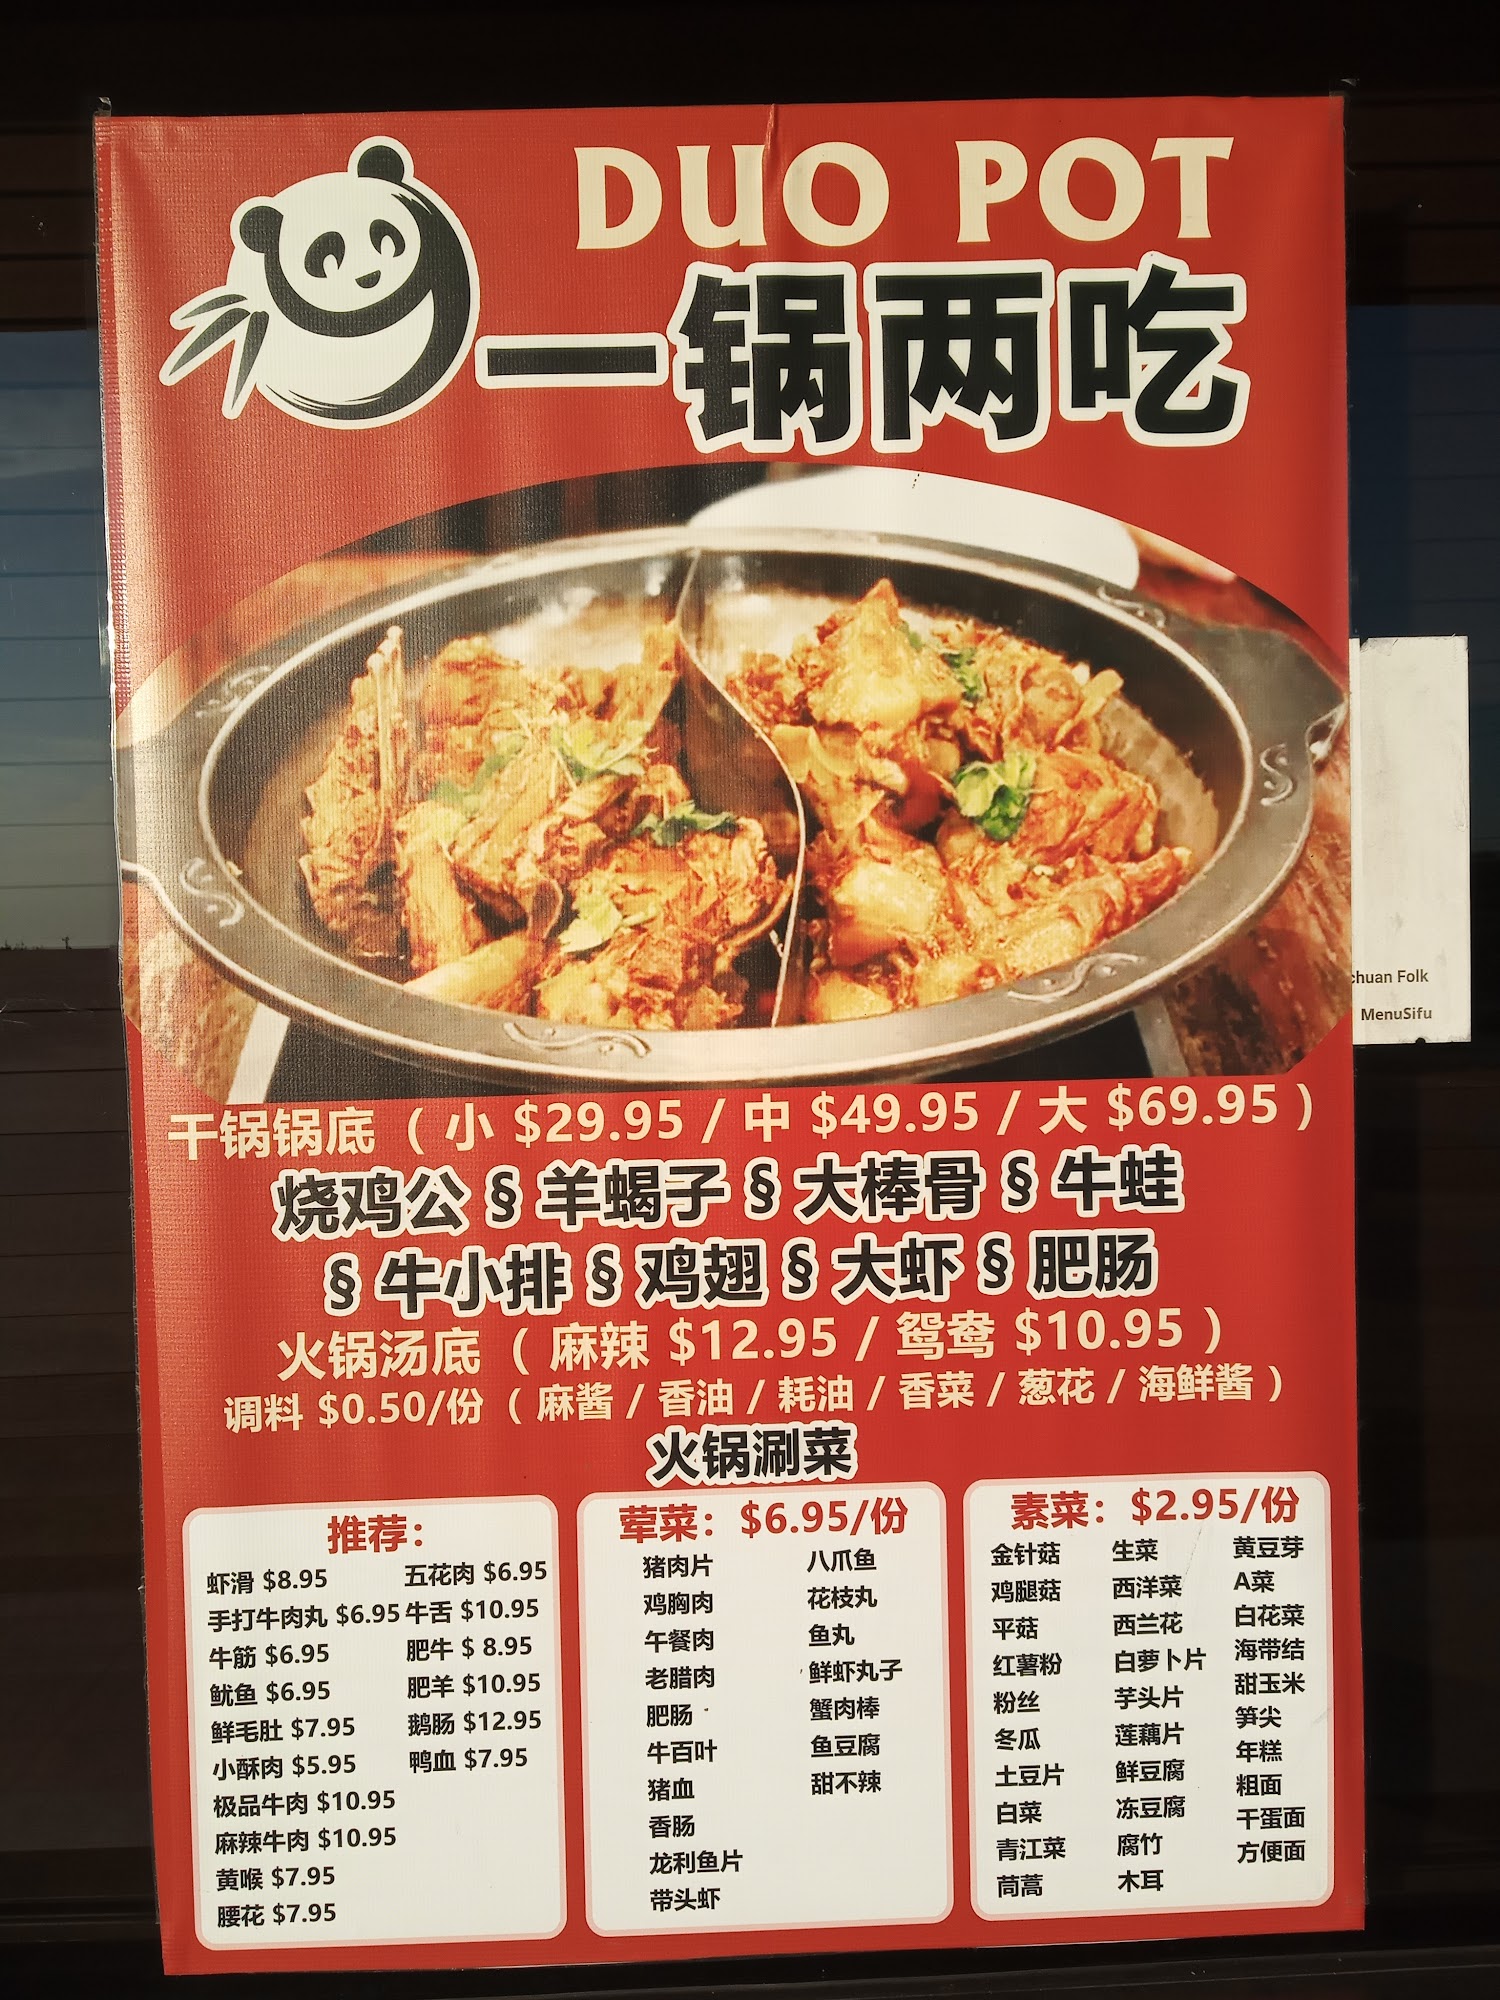 DUO POT
一锅两吃
chuan Folk
MenuSifu
干锅锅底（小 $29.95 / 中 $49.95 / 大 $69.95）
烧鸡公 § 羊蝎子 § 大棒骨 § 牛蛙
§ 牛小排 § 鸡翅 § 大虾 § 肥肠
火锅汤底（麻辣 $12.95 / 鸳鸯 $10.95）
调料 $0.50/份（麻酱 / 香油 / 耗油 / 香菜 / 葱花 / 海鲜酱）
火锅涮菜
推荐：
虾滑 $8.95
手打牛肉丸 $6.95
牛筋 $6.95
鱿鱼 $6.95
鲜毛肚 $7.95
小酥肉 $5.95
极品牛肉 $10.95
麻辣牛肉 $10.95
黄喉 $7.95
腰花 $7.95
五花肉 $6.95
牛舌 $10.95
肥牛 $ 8.95
肥羊 $10.95
鹅肠 $12.95
鸭血 $7.95
荤菜：$6.95/份
猪肉片
鸡胸肉
午餐肉
老腊肉
肥肠
牛百叶
猪血
香肠
龙利鱼片
带头虾
八爪鱼
花枝丸
鱼丸
鲜虾丸子
蟹肉棒
鱼豆腐
甜不辣
素菜：$2.95/份
金针菇
鸡腿菇
平菇
红薯粉
粉丝
冬瓜
土豆片
白菜
青江菜
茼蒿
生菜
西洋菜
西兰花
白萝卜片
芋头片
莲藕片
鲜豆腐
冻豆腐
腐竹
木耳
黄豆芽
A菜
白花菜
海带结
甜玉米
笋尖
年糕
粗面
干蛋面
方便面